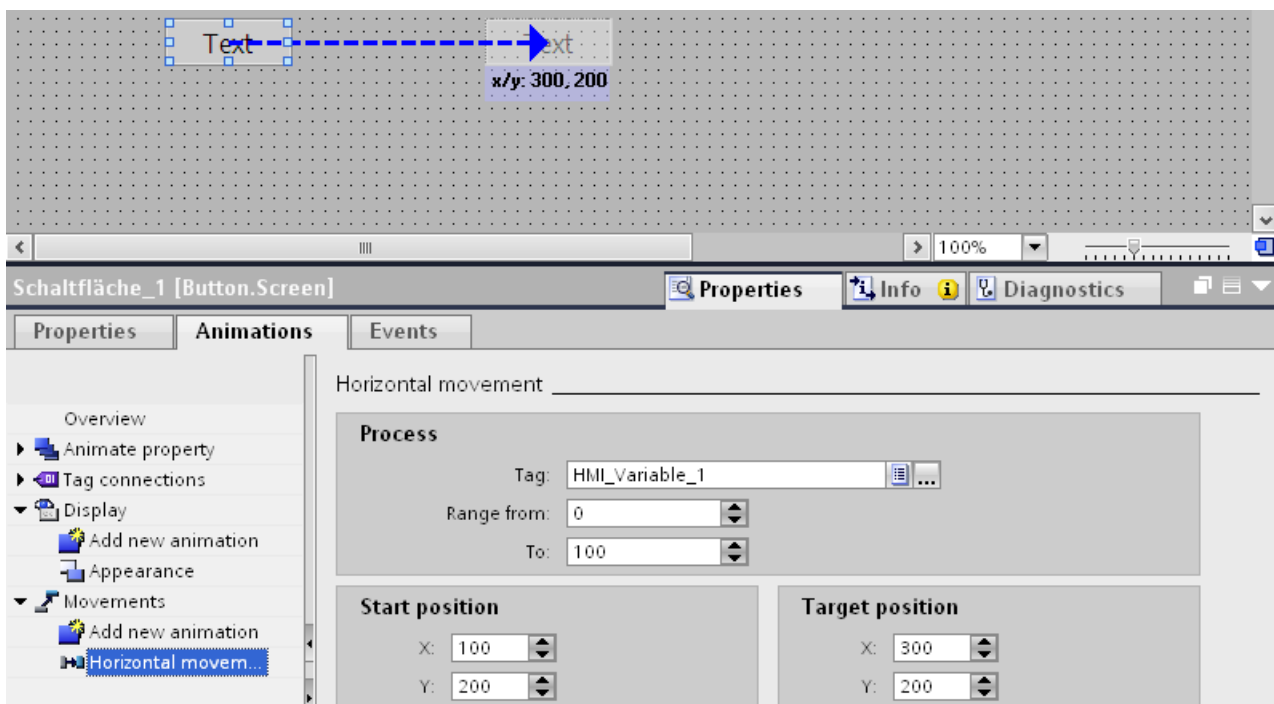 Text
Text
x/y: 300, 200
100%
Schaltfläche_1 [Button.Screen]
Properties
Info
Diagnostics
Properties
Animations
Events
Horizontal movement
Overview
Animate property
Tag connections
Display
Add new animation
Appearance
Movements
Add new animation
Horizontal movem...
Process
Tag: HMI_Variable_1 ...
Range from: 0
To: 100
Start position
X: 100
Y: 200
Target position
X: 300
Y: 200